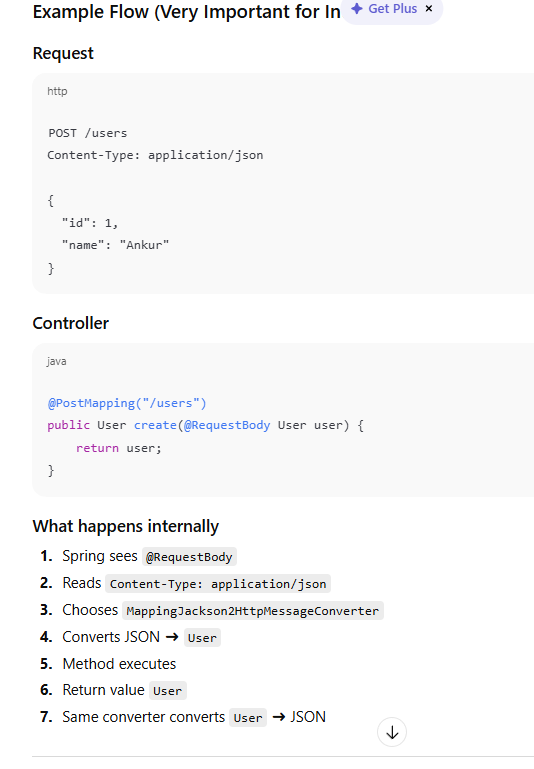 Example Flow (Very Important for In
Get Plus ×
Request
http
POST /users
Content-Type: application/json
{
  "id": 1,
  "name": "Ankur"
}
Controller
java
@PostMapping("/users")
public User create(@RequestBody User user) {
    return user;
}
What happens internally
1. Spring sees @RequestBody
2. Reads Content-Type: application/json
3. Chooses MappingJackson2HttpMessageConverter
4. Converts JSON → User
5. Method executes
6. Return value User
7. Same converter converts User → JSON